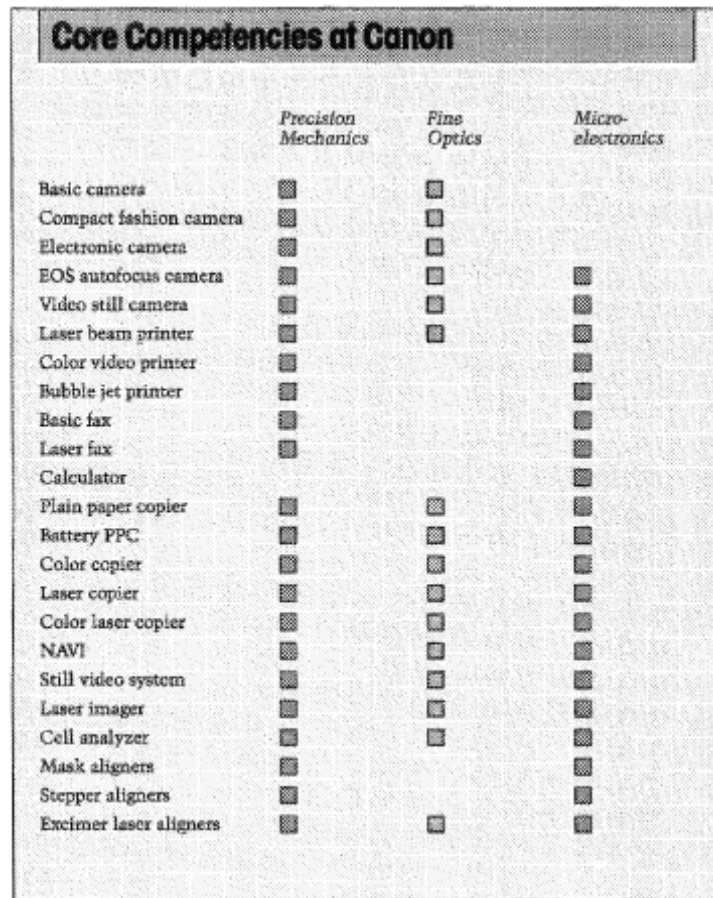 Core Competencies at Canon
Precision Mechanics
Fine Optics
Micro-electronics
Basic camera
Compact fashion camera
Electronic camera
EOS autofocus camera
Video still camera
Laser beam printer
Color video printer
Bubble jet printer
Basic fax
Laser fax
Calculator
Plain paper copier
Battery PPC
Color copier
Laser copier
Color laser copier
NAVI
Still video system
Laser imager
Cell analyzer
Mask aligners
Stepper aligners
Excimer laser aligners